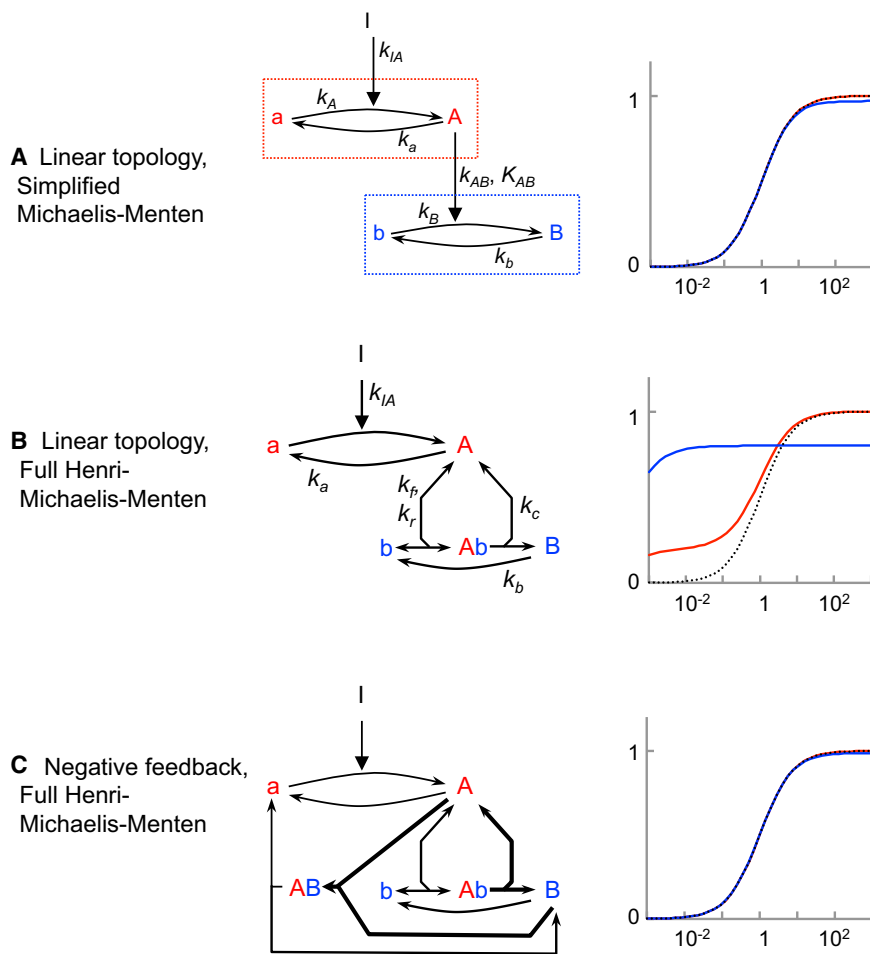 I
k_IA
k_A
a A
k_a
k_AB, K_AB
k_B
b B
k_b
A Linear topology,
Simplified
Michaelis-Menten
1
0
10^-2 1 10^2
I
k_IA
a A
k_a
k_f,
k_r
k_c
b Ab B
k_b
B Linear topology,
Full Henri-
Michaelis-Menten
1
0
10^-2 1 10^2
I
a A
AB b Ab B
C Negative feedback,
Full Henri-
Michaelis-Menten
1
0
10^-2 1 10^2